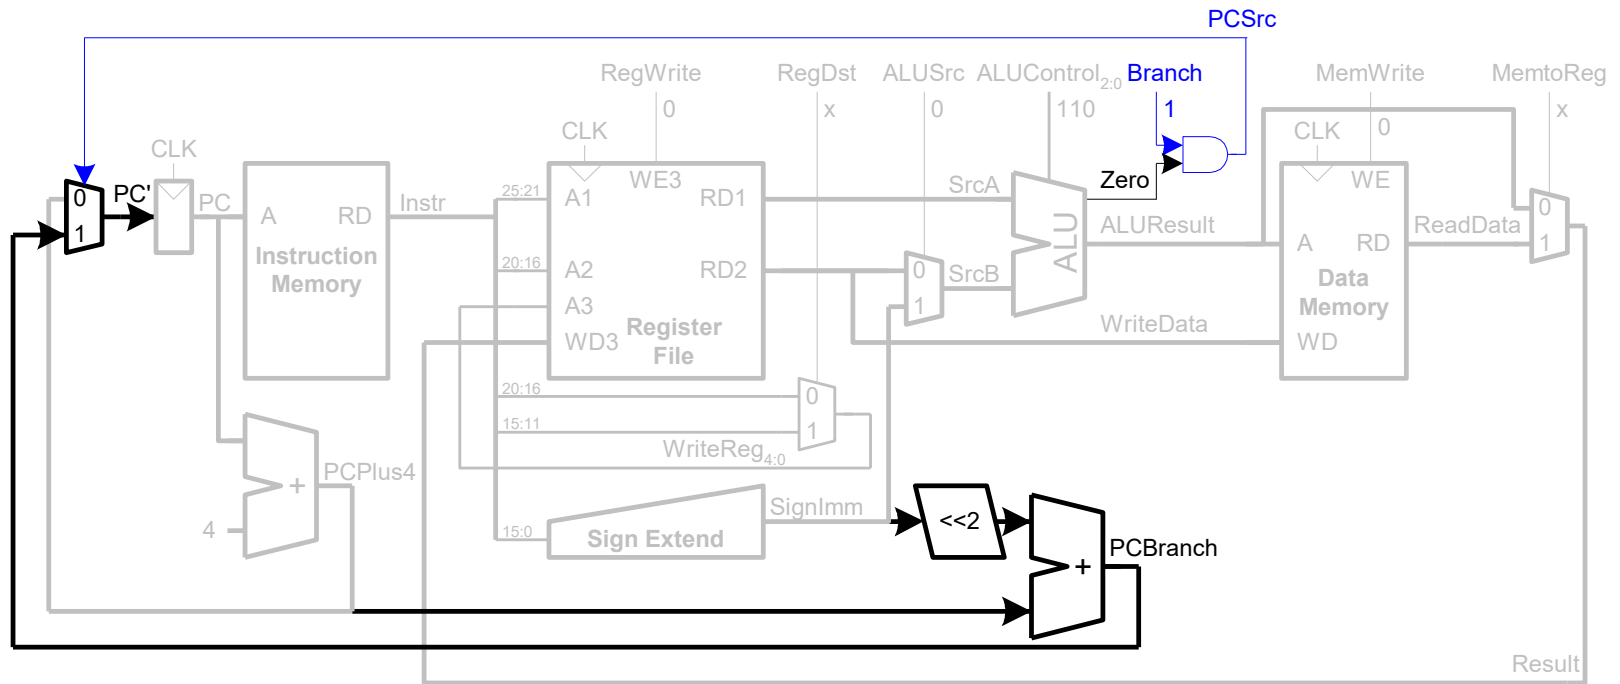 PCSrc
RegWrite RegDst ALUSrc ALUControl2:0 Branch MemWrite MemtoReg
0 x 0 110 1 0 x
CLK CLK CLK
WE3 Zero WE
0 PC' PC Instr 25:21 A1 RD1 SrcA 0
A RD ALUResult ReadData
1 A RD 1
Instruction
Memory
20:16 A2 RD2 0 SrcB ALU Data
Memory
A3 1
WD3 Register
File
WriteData WD
20:16 0
15:11 1
WriteReg4:0
PCPlus4
+
4
SignImm
15:0 Sign Extend <<2
PCBranch
+
Result